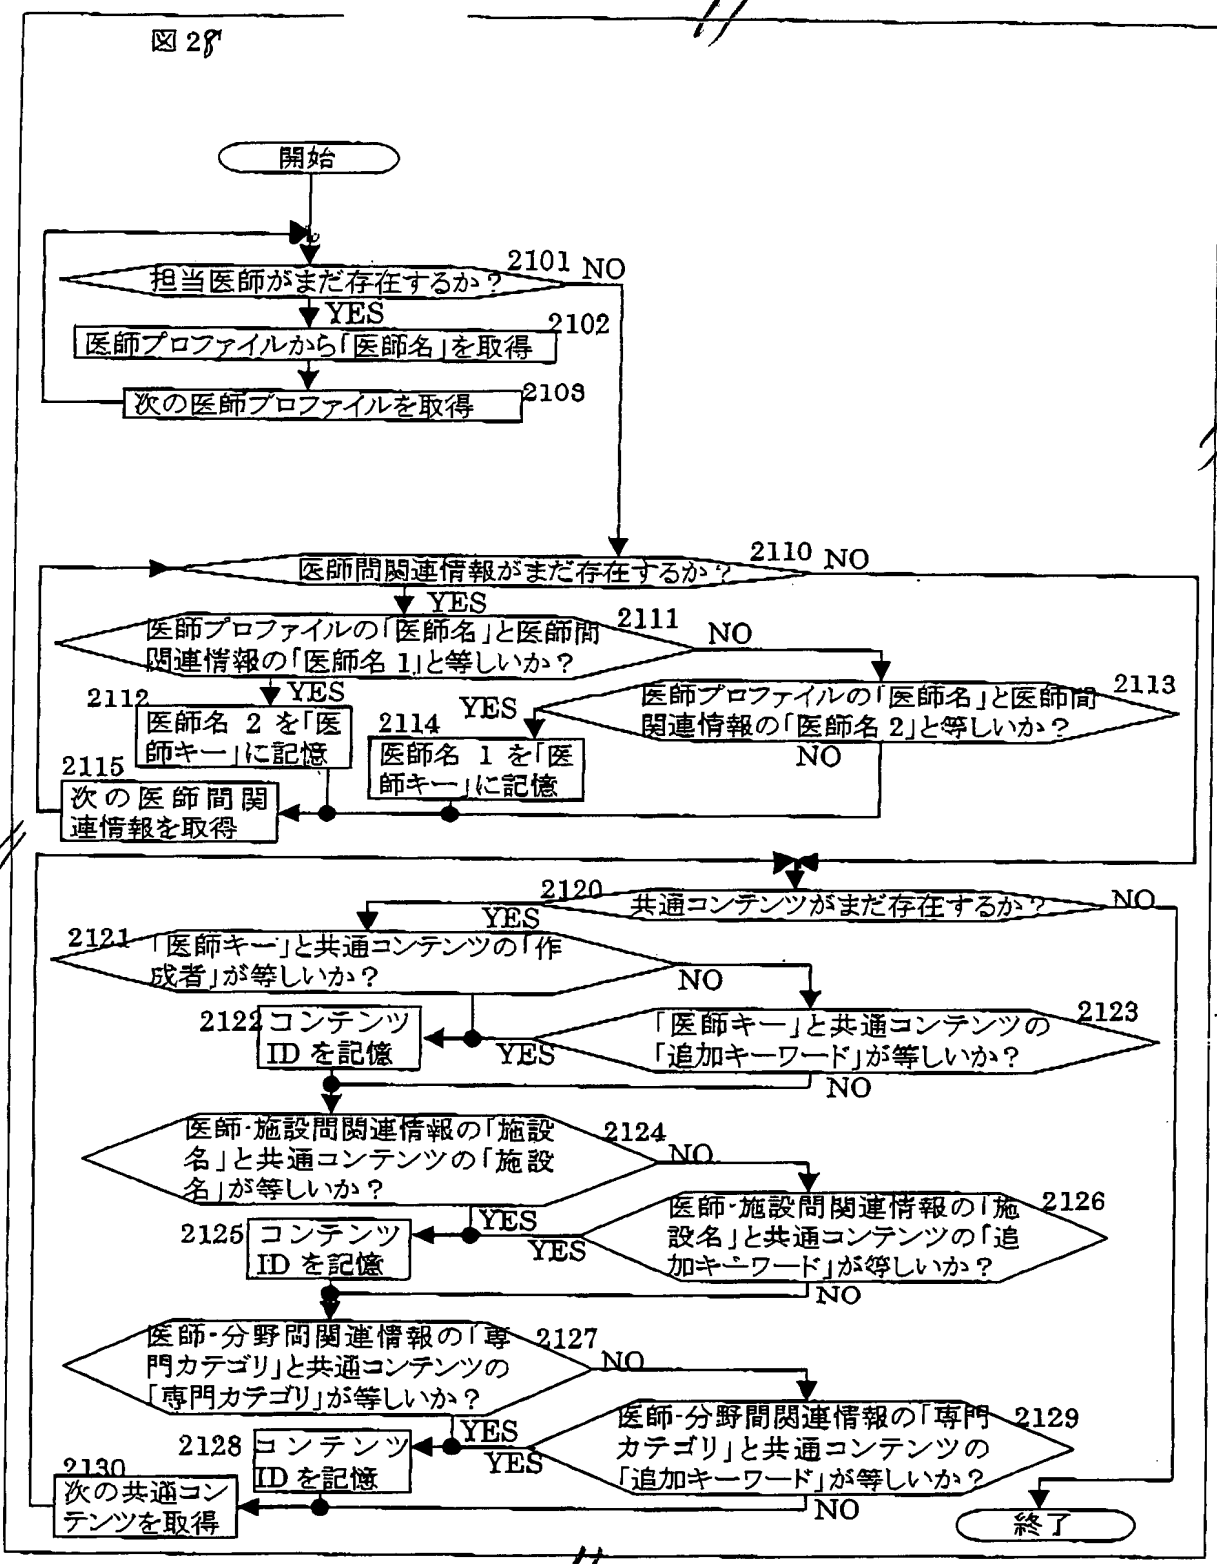 図 28
開始
2101 NO
担当医師がまだ存在するか？
YES
2102
医師プロファイルから「医師名」を取得
2103
次の医師プロファイルを取得
2110 NO
医師間関連情報がまだ存在するか？
YES
2111
NO
医師プロファイルの「医師名」と医師間
関連情報の「医師名 1」と等しいか？
YES
2113
医師プロファイルの「医師名」と医師間
関連情報の「医師名 2」と等しいか？
YES
NO
2112
医師名 2 を「医
師キー」に記憶
2114
医師名 1 を「医
師キー」に記憶
2115
次の医師間関
連情報を取得
2120
共通コンテンツがまだ存在するか？
NO
YES
2121
「医師キー」と共通コンテンツの「作
成者」が等しいか？
NO
2122
コンテンツ
ID を記憶
YES
2123
「医師キー」と共通コンテンツの
「追加キーワード」が等しいか？
NO
2124
医師・施設間関連情報の「施設
名」と共通コンテンツの「施設
名」が等しいか？
NO
YES
2125
コンテンツ
ID を記憶
YES
2126
医師・施設間関連情報の「施
設名」と共通コンテンツの「追
加キーワード」が等しいか？
NO
2127
医師・分野間関連情報の「専
門カテゴリ」と共通コンテンツの
「専門カテゴリ」が等しいか？
NO
YES
2128
コンテンツ
ID を記憶
YES
2129
医師・分野間関連情報の「専門
カテゴリ」と共通コンテンツの
「追加キーワード」が等しいか？
NO
2130
次の共通コン
テンツを取得
終了